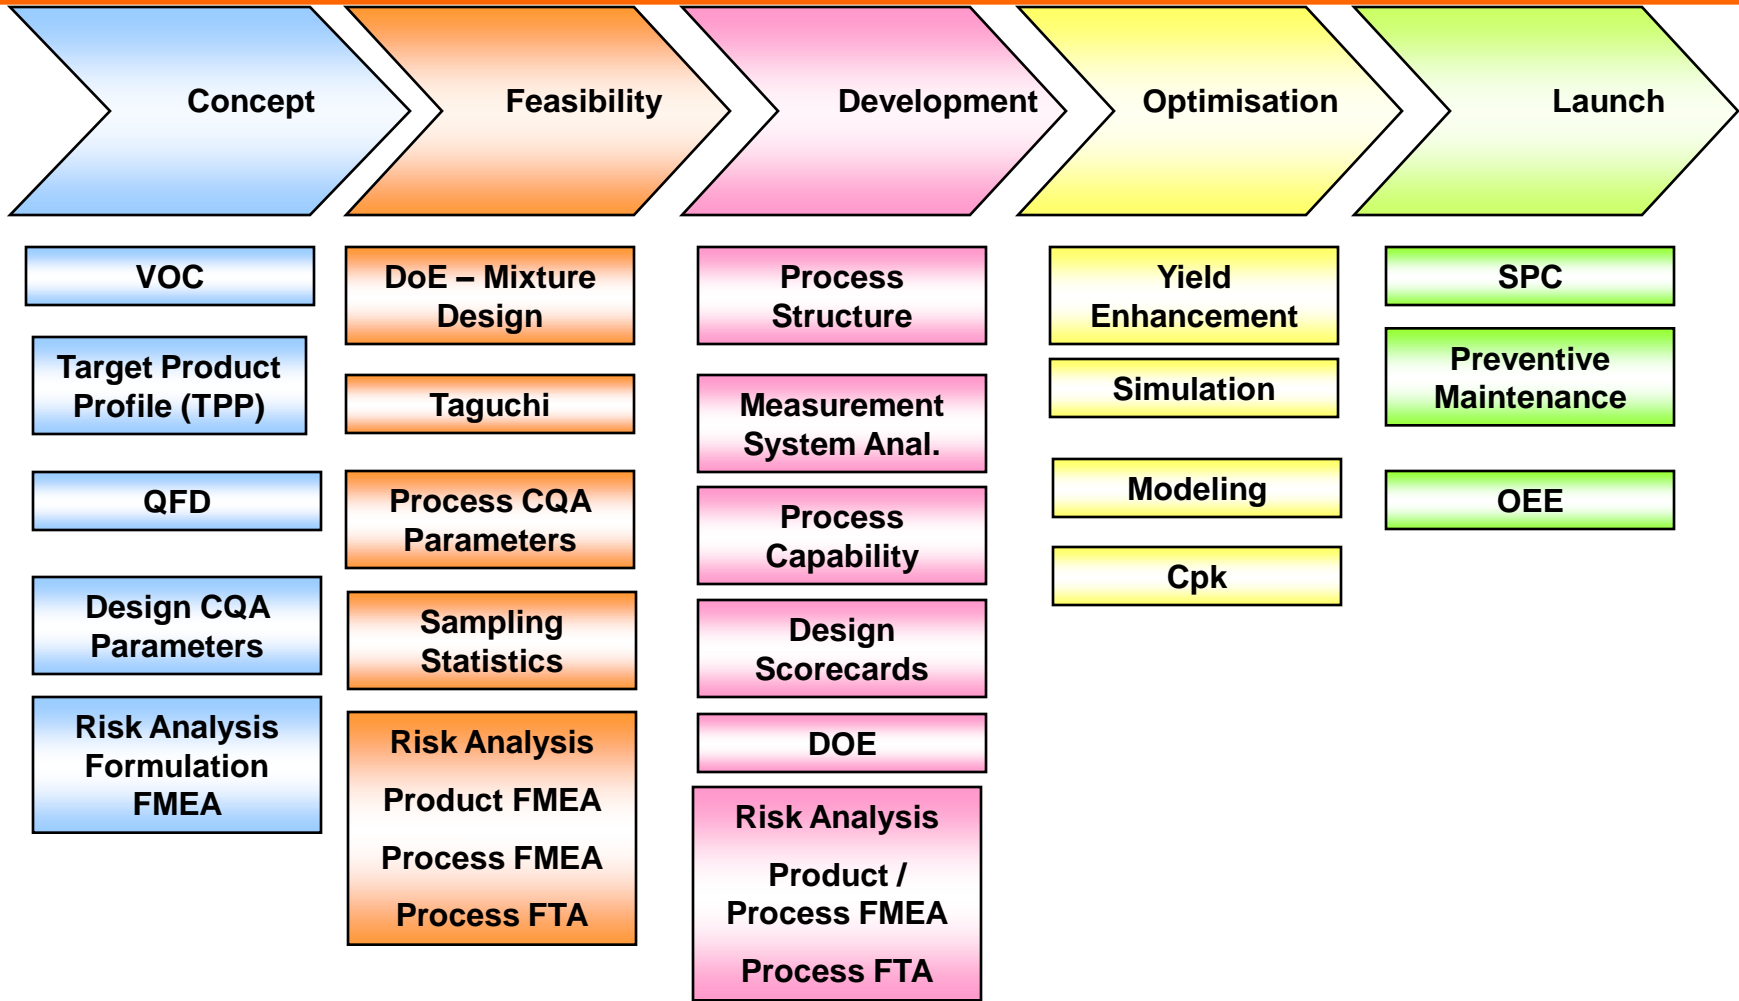 Concept
Feasibility
Development
Optimisation
Launch
VOC
Target Product
Profile (TPP)
QFD
Design CQA
Parameters
Risk Analysis
Formulation
FMEA
DoE – Mixture
Design
Taguchi
Process CQA
Parameters
Sampling
Statistics
Risk Analysis
Product FMEA
Process FMEA
Process FTA
Process
Structure
Measurement
System Anal.
Process
Capability
Design
Scorecards
DOE
Risk Analysis
Product /
Process FMEA
Process FTA
Yield
Enhancement
Simulation
Modeling
Cpk
SPC
Preventive
Maintenance
OEE